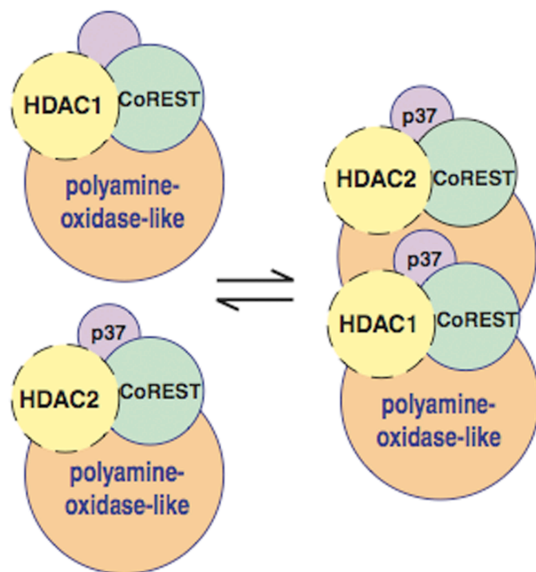 HDAC1 CoREST
polyamine-
oxidase-like
p37
HDAC2 CoREST
polyamine-
oxidase-like
p37
HDAC2 CoREST
p37
HDAC1 CoREST
polyamine-
oxidase-like